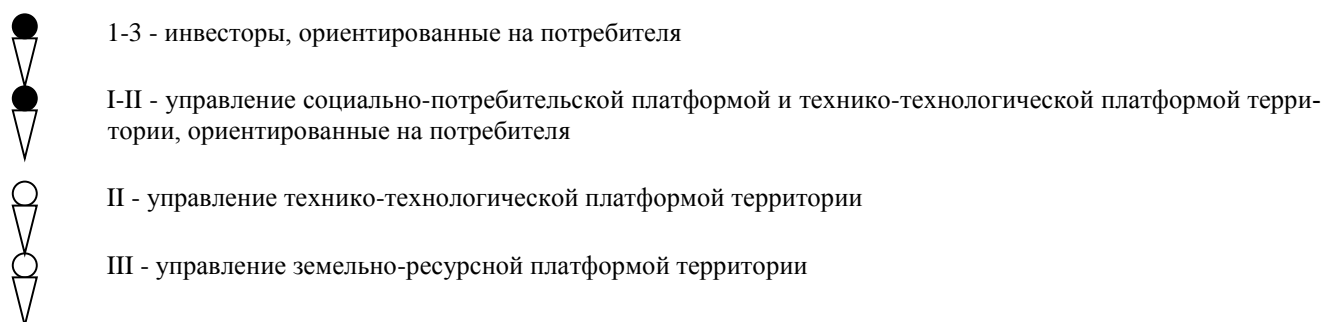 1-3 - инвесторы, ориентированные на потребителя
I-II - управление социально-потребительской платформой и технико-технологической платформой терри-
тории, ориентированные на потребителя
II - управление технико-технологической платформой территории
III - управление земельно-ресурсной платформой территории